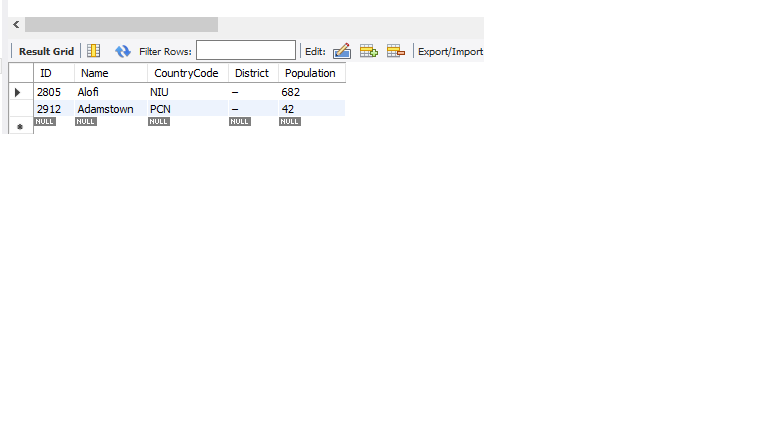 Result Grid Filter Rows: Edit: Export/Import
ID Name CountryCode District Population
2805 Alofi NIU – 682
2912 Adamstown PCN – 42
NULL NULL NULL NULL NULL